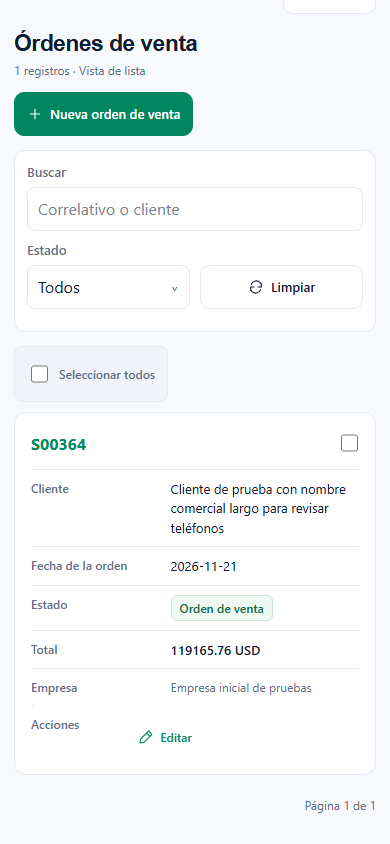 Órdenes de venta
1 registros · Vista de lista
Nueva orden de venta
Buscar
Correlativo o cliente
Estado
Todos
Limpiar
Seleccionar todos
S00364
Cliente
Cliente de prueba con nombre
comercial largo para revisar
teléfonos
Fecha de la orden
2026-11-21
Estado
Orden de venta
Total
119165.76 USD
Empresa
Empresa inicial de pruebas
Acciones
Editar
Página 1 de 1